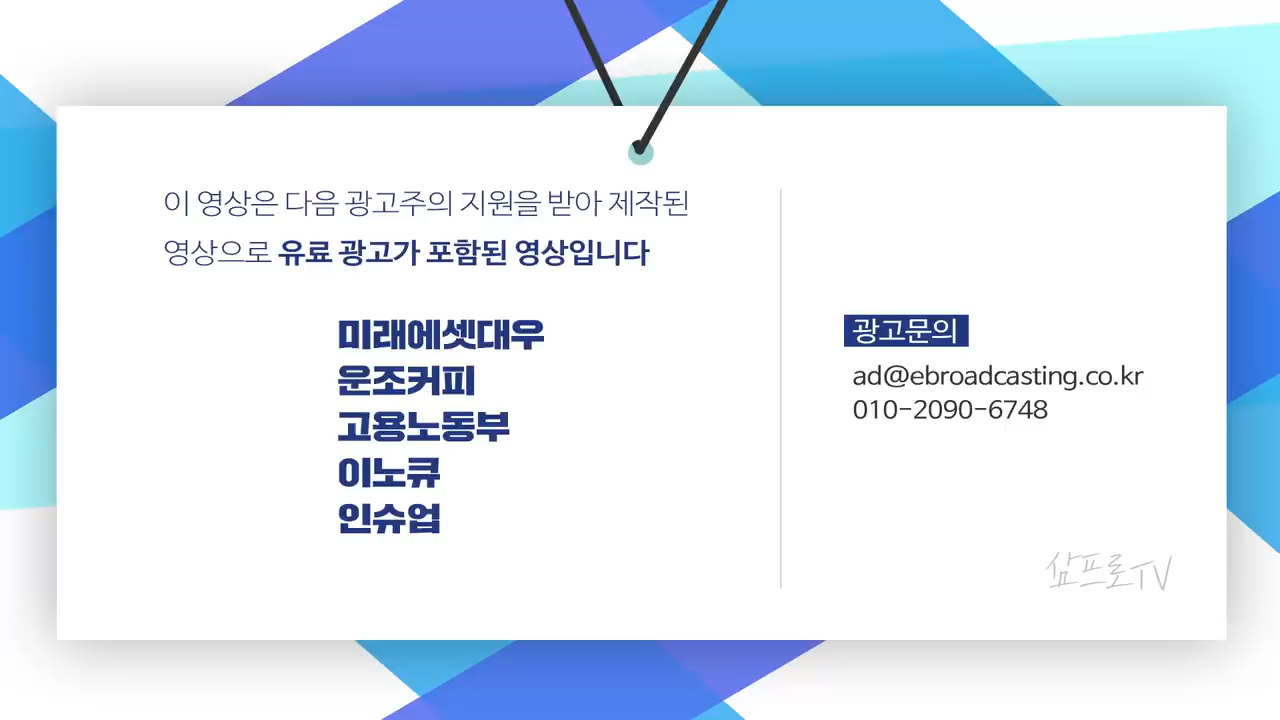 이 영상은 다음 광고주의 지원을 받아 제작된
영상으로 유료 광고가 포함된 영상입니다
미래에셋대우
운조커피
고용노동부
이노큐
인슈업
광고문의
ad@ebroadcasting.co.kr
010-2090-6748
삼프로TV